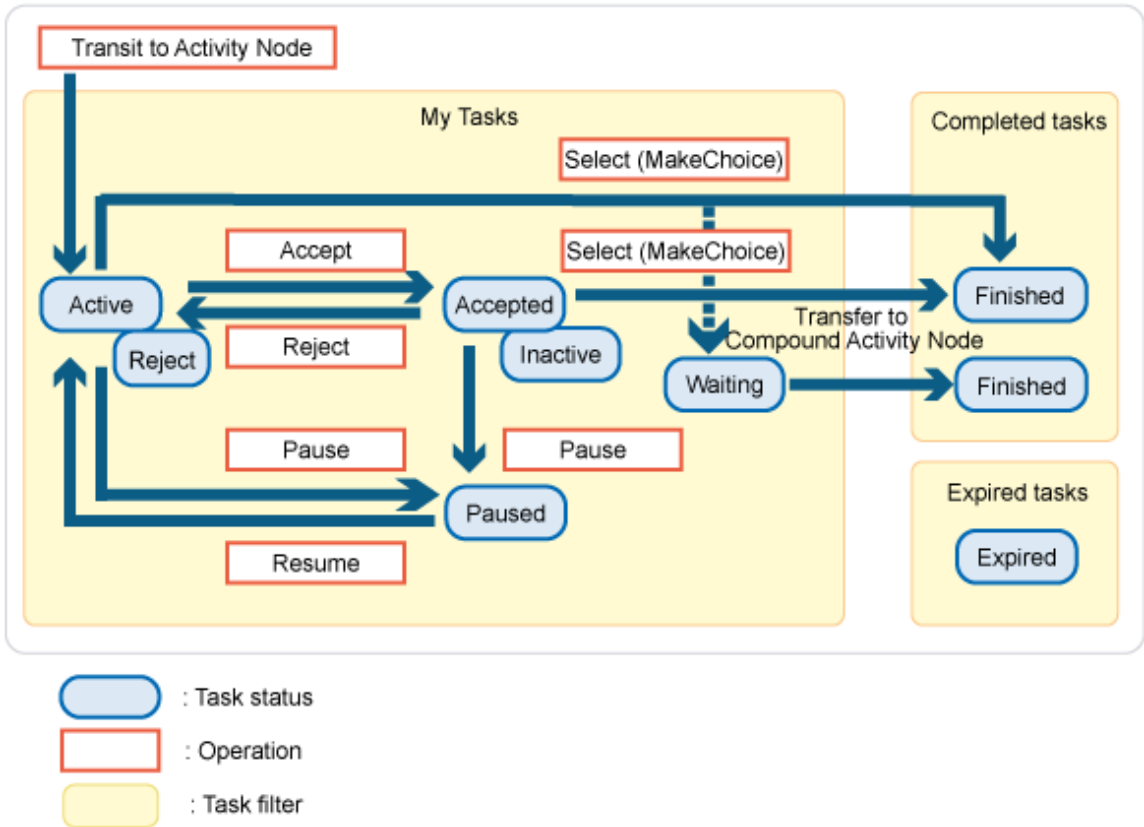 Transit to Activity Node
My Tasks
Completed tasks
Select (MakeChoice)
Accept
Select (MakeChoice)
Active
Accepted
Finished
Transfer to
Compound Activity Node
Reject
Reject
Inactive
Waiting
Finished
Pause
Pause
Expired tasks
Paused
Resume
Expired
: Task status
: Operation
: Task filter